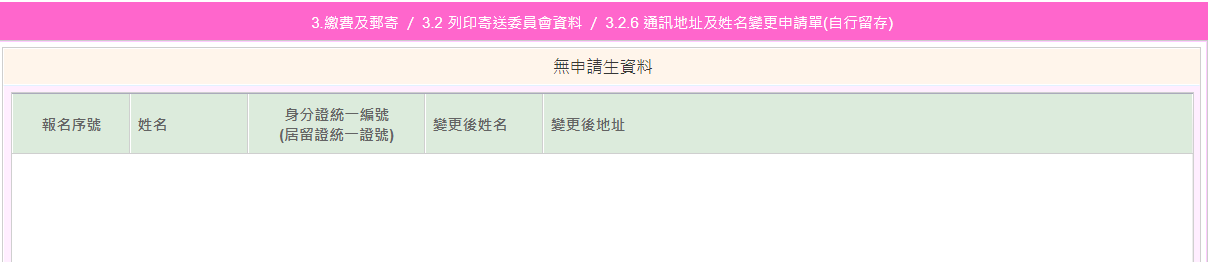 3.繳費及郵寄 / 3.2 列印寄送委員會資料 / 3.2.6 通訊地址及姓名變更申請單(自行留存)
無申請生資料
報名序號 姓名 身分證統一編號 變更後姓名 變更後地址
(居留證統一證號)